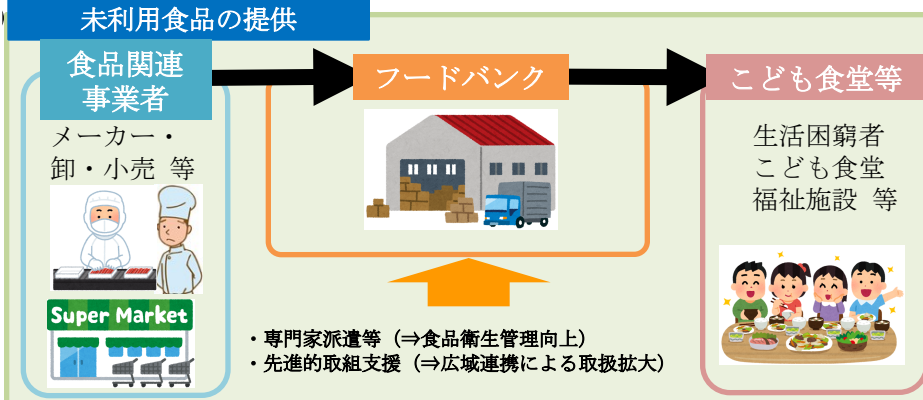 未利用食品の提供
食品関連
事業者
メーカー・
卸・小売 等
Super Market
フードバンク
・専門家派遣等（⇒食品衛生管理向上）
・先進的取組支援（⇒広域連携による取扱拡大）
こども食堂等
生活困窮者
こども食堂
福祉施設 等